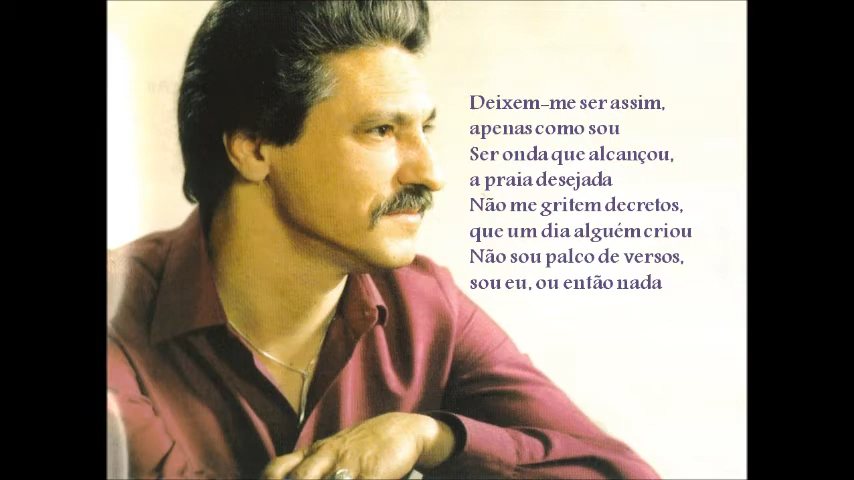 Deixem-me ser assim,
apenas como sou
Ser onda que alcançou,
a praia desejada
Não me gritem decretos,
que um dia alguém criou
Não sou palco de versos,
sou eu, ou então nada